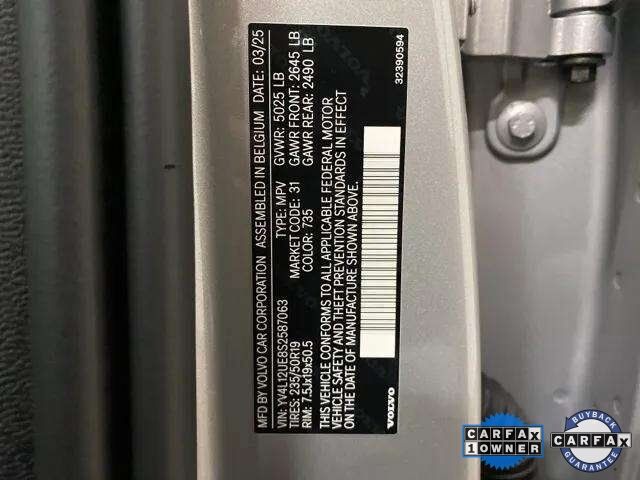 MFD BY VOLVO CAR CORPORATION ASSEMBLED IN BELGIUM DATE: 03/25
VIN: YV4L12UE8S2587063 TYPE: MPV GVWR: 5025 LB
TIRES: 235/50R19 MARKET CODE: 31 GAWR FRONT: 2645 LB
RIM: 7.5Jx19x50.5 COLOR: 735 GAWR REAR: 2490 LB
THIS VEHICLE CONFORMS TO ALL APPLICABLE FEDERAL MOTOR
VEHICLE SAFETY AND THEFT PREVENTION STANDARDS IN EFFECT
ON THE DATE OF MANUFACTURE SHOWN ABOVE.
VOLVO
32390594
CARFAX
1 OWNER
BUYBACK
CARFAX
GUARANTEE